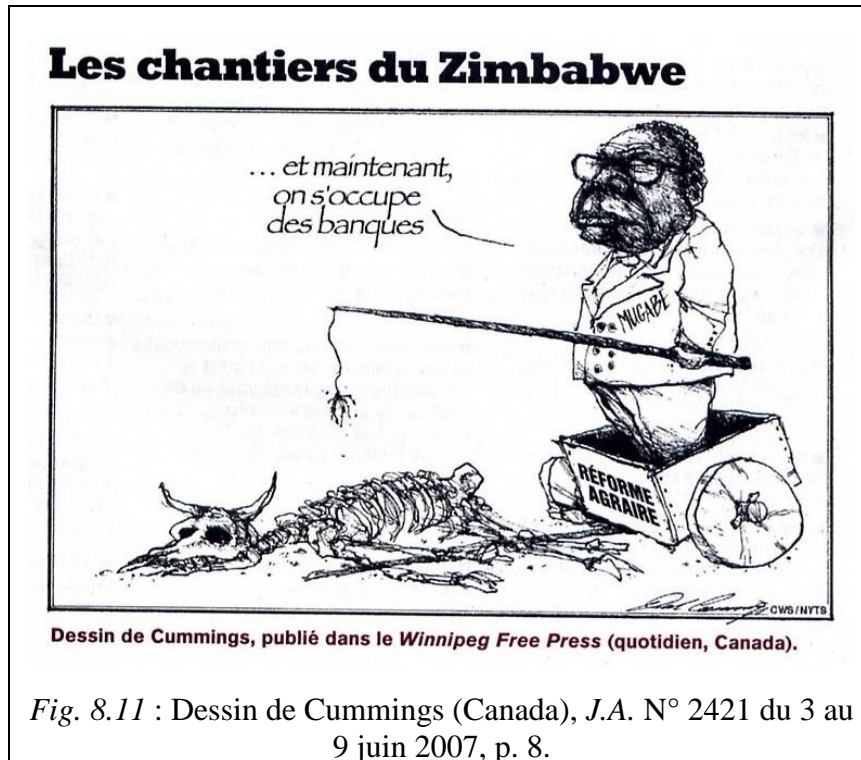 Les chantiers du Zimbabwe
... et maintenant,
on s'occupe
des banques
MUGABE
RÉFORME
AGRAIRE
CWS/NYTS
Dessin de Cummings, publié dans le Winnipeg Free Press (quotidien, Canada).
Fig. 8.11 : Dessin de Cummings (Canada), J.A. N° 2421 du 3 au
9 juin 2007, p. 8.